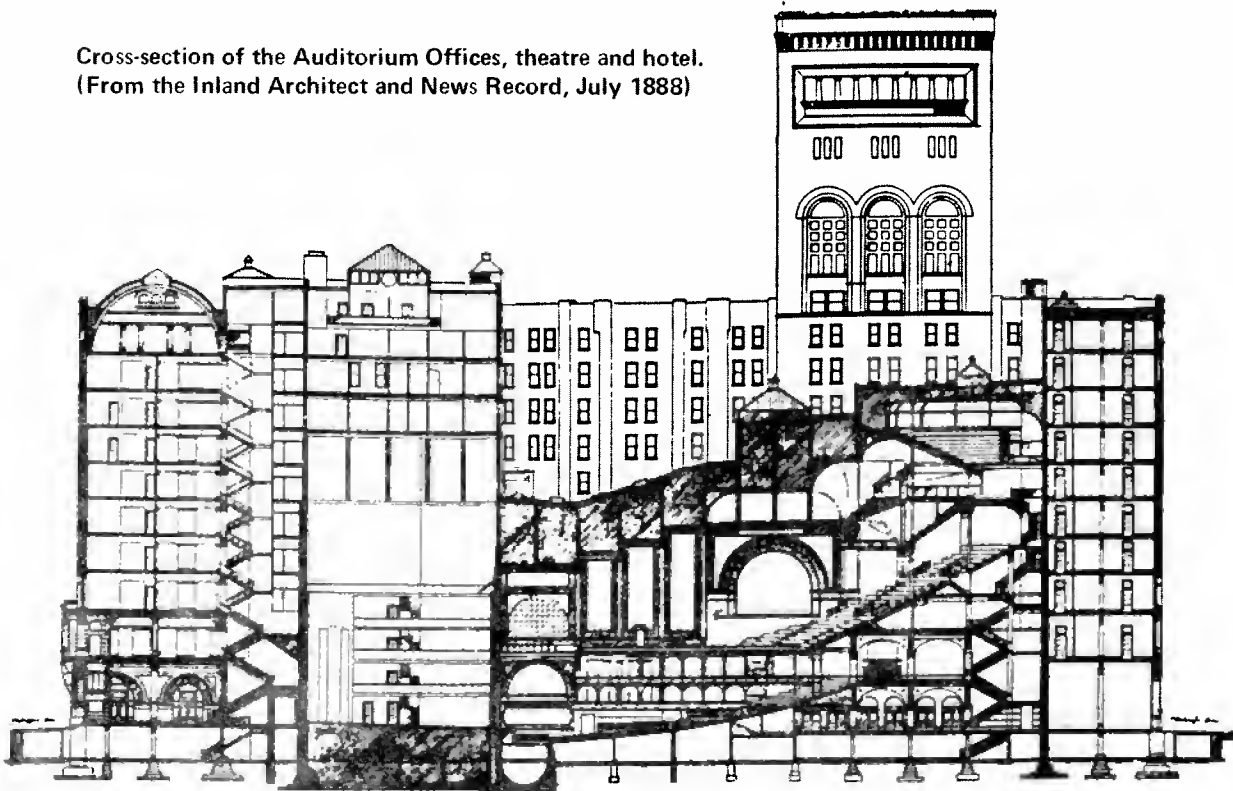 Cross-section of the Auditorium Offices, theatre and hotel.
(From the Inland Architect and News Record, July 1888)